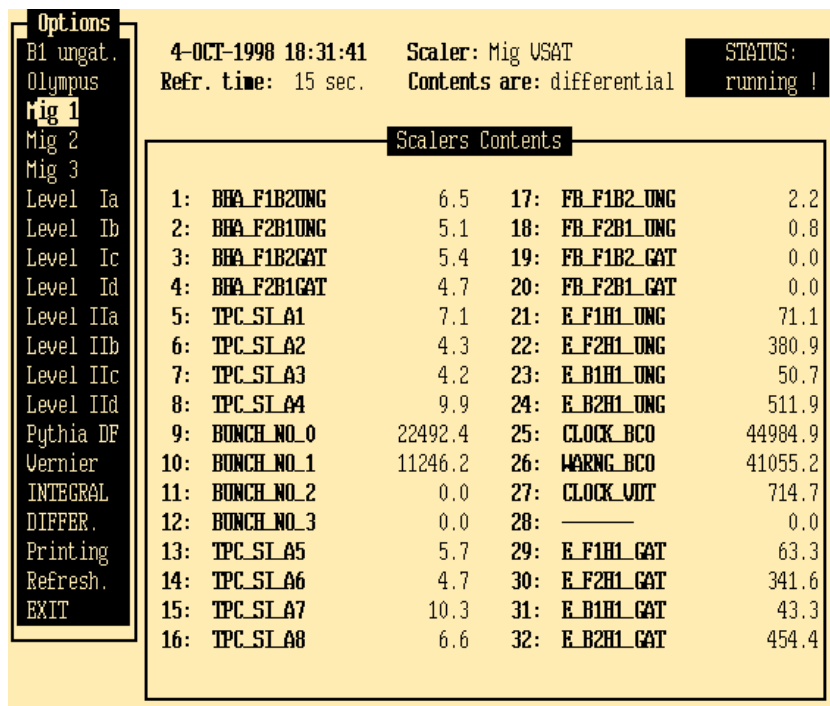 Options
B1 ungat.
Olympus
Mig 1
Mig 2
Mig 3
Level Ia
Level Ib
Level Ic
Level Id
Level IIa
Level IIb
Level IIc
Level IId
Pythia DF
Vernier
INTEGRAL
DIFFER.
Printing
Refresh.
EXIT
4-OCT-1998 18:31:41 Scaler: Mig VSAT
Refr. time: 15 sec. Contents are: differential
STATUS:
running !
Scalers Contents
1: BHA_F1B2UNG 6.5 17: FB_F1B2_UNG 2.2
2: BHA_F2B1UNG 5.1 18: FB_F2B1_UNG 0.8
3: BHA_F1B2GAT 5.4 19: FB_F1B2_GAT 0.0
4: BHA_F2B1GAT 4.7 20: FB_F2B1_GAT 0.0
5: TPC_SI_A1 7.1 21: E_F1H1_UNG 71.1
6: TPC_SI_A2 4.3 22: E_F2H1_UNG 380.9
7: TPC_SI_A3 4.2 23: E_B1H1_UNG 50.7
8: TPC_SI_A4 9.9 24: E_B2H1_UNG 511.9
9: BUNCH_NO_0 22492.4 25: CLOCK_BCO 44984.9
10: BUNCH_NO_1 11246.2 26: WARNG_BCO 41055.2
11: BUNCH_NO_2 0.0 27: CLOCK_VDT 714.7
12: BUNCH_NO_3 0.0 28: ------ 0.0
13: TPC_SI_A5 5.7 29: E_F1H1_GAT 63.3
14: TPC_SI_A6 4.7 30: E_F2H1_GAT 341.6
15: TPC_SI_A7 10.3 31: E_B1H1_GAT 43.3
16: TPC_SI_A8 6.6 32: E_B2H1_GAT 454.4